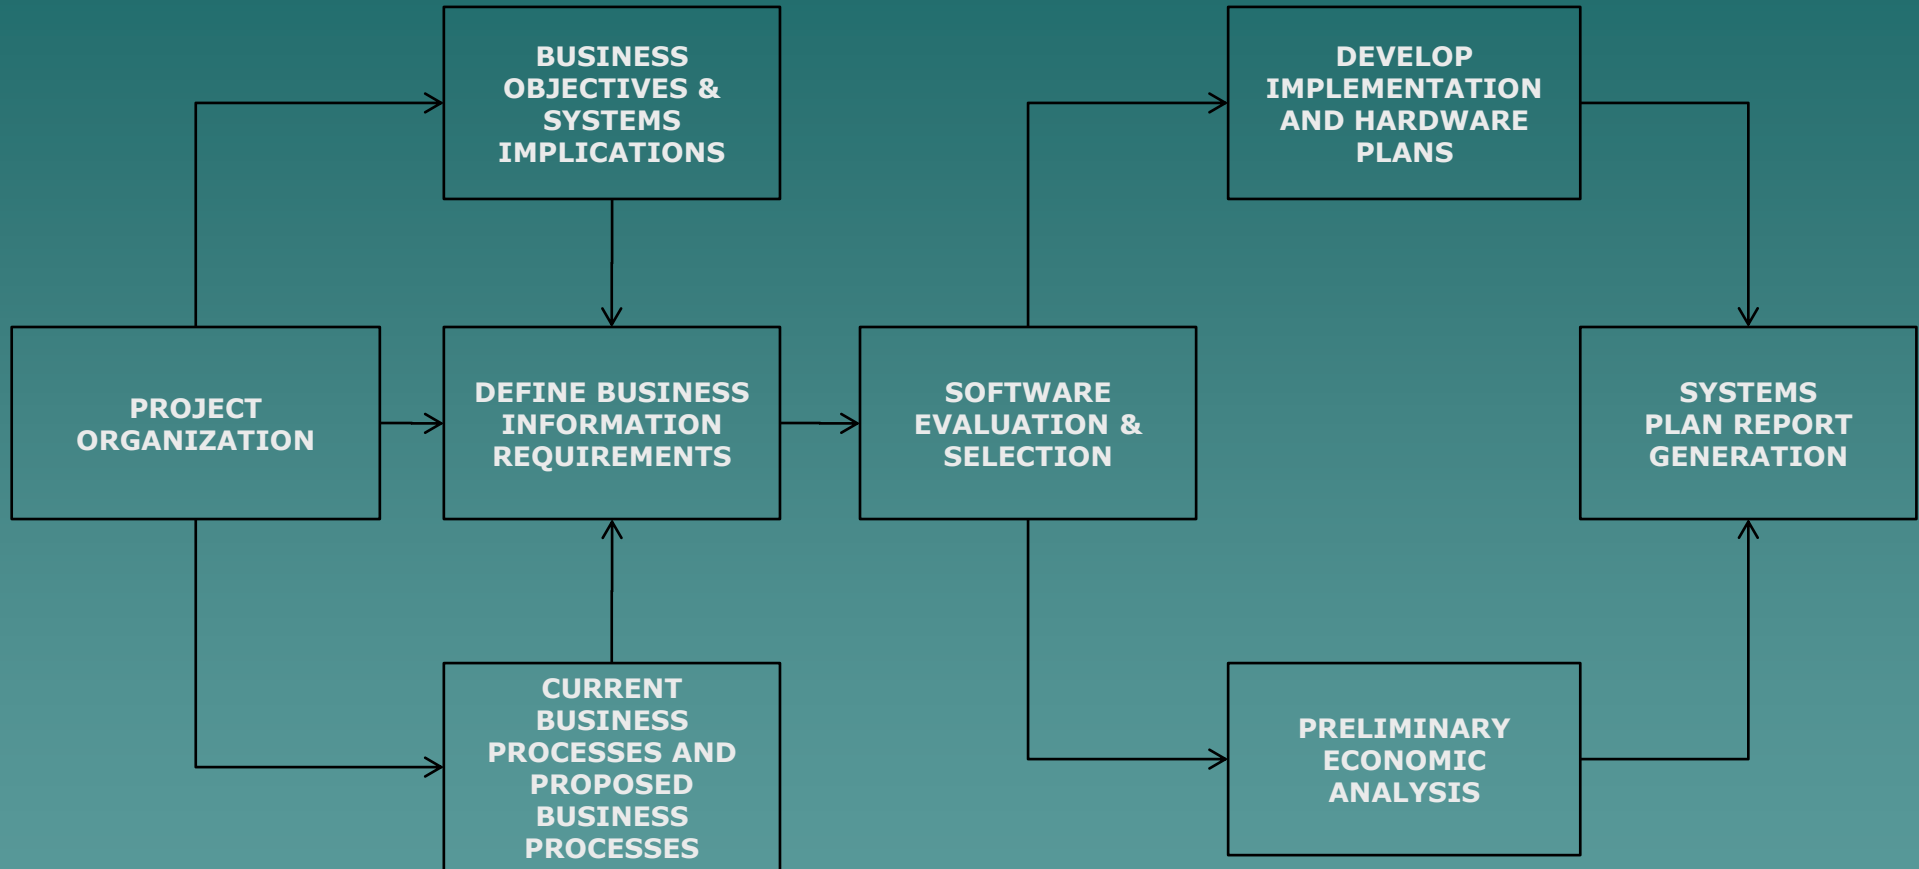 BUSINESS
OBJECTIVES &
SYSTEMS
IMPLICATIONS
DEVELOP
IMPLEMENTATION
AND HARDWARE
PLANS
PROJECT
ORGANIZATION
DEFINE BUSINESS
INFORMATION
REQUIREMENTS
SOFTWARE
EVALUATION &
SELECTION
SYSTEMS
PLAN REPORT
GENERATION
CURRENT
BUSINESS
PROCESSES AND
PROPOSED
BUSINESS
PROCESSES
PRELIMINARY
ECONOMIC
ANALYSIS